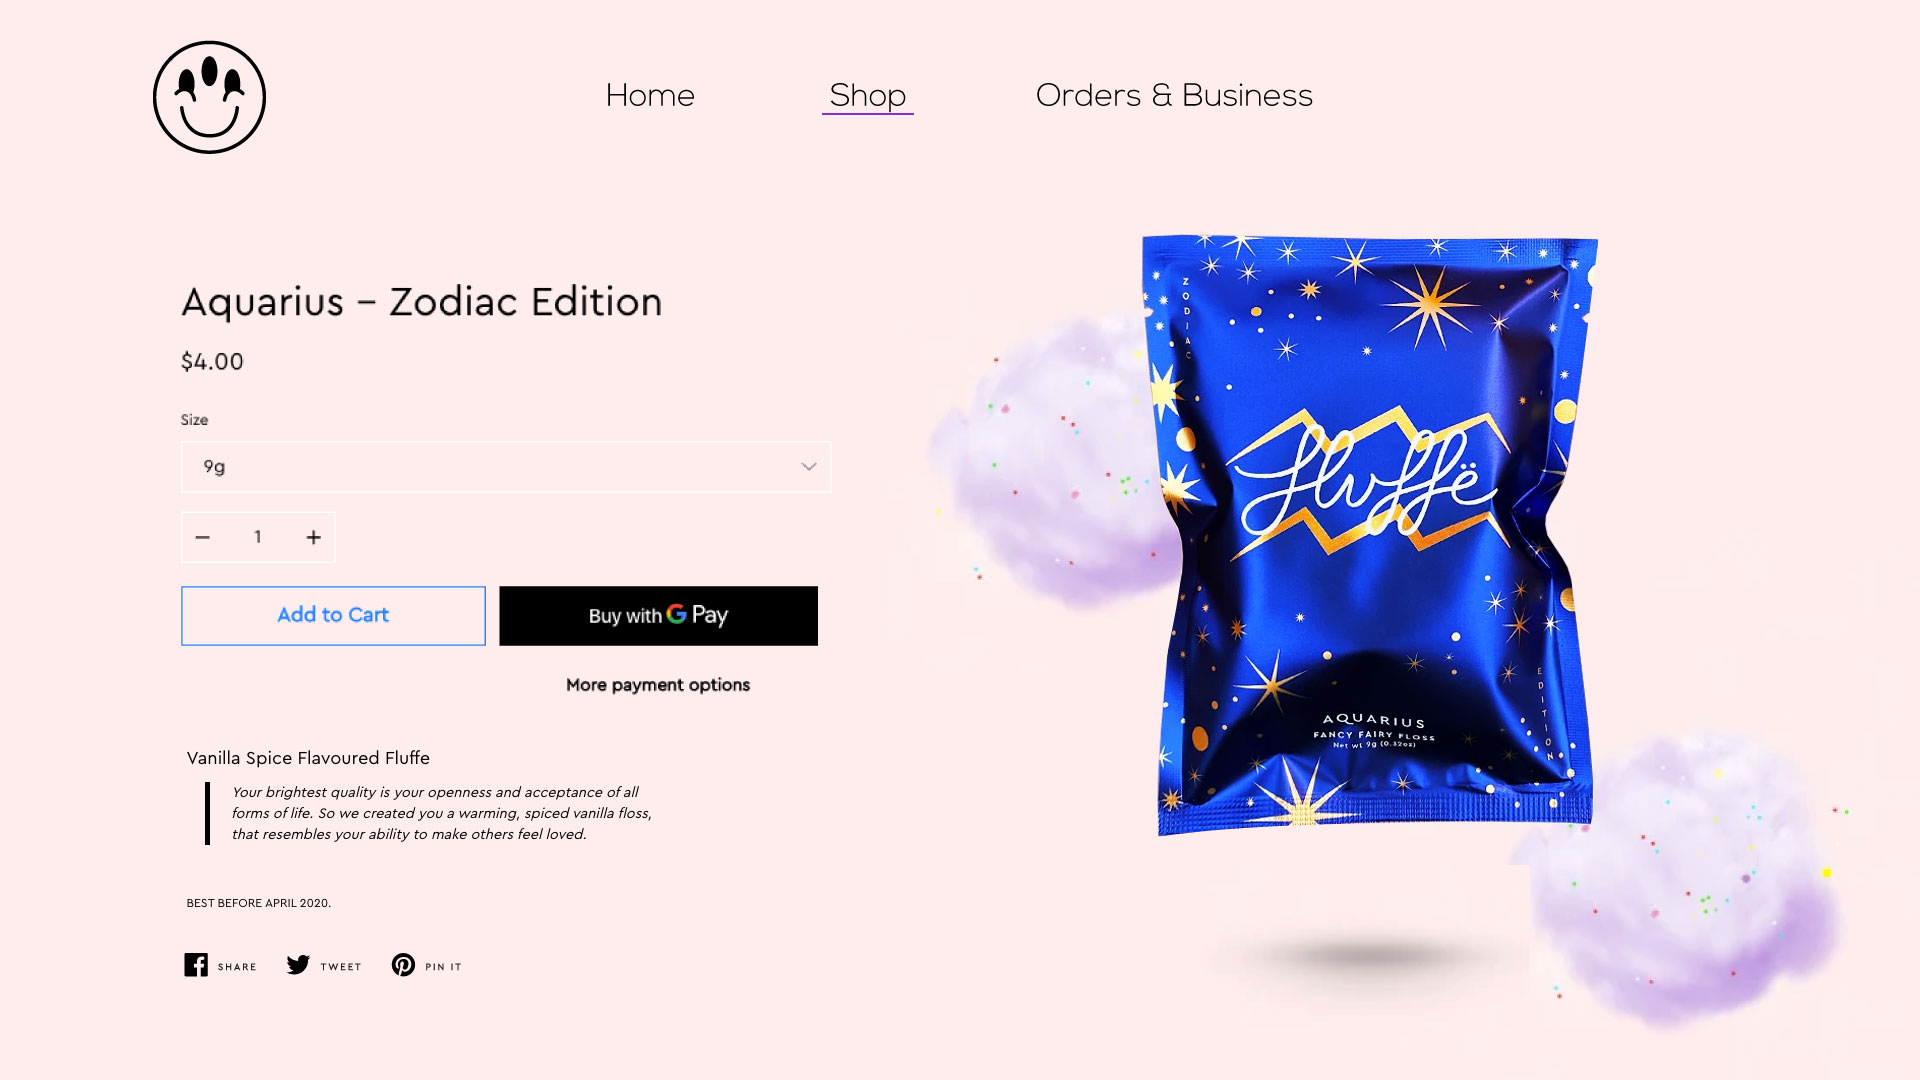 Home
Shop
Orders & Business
Aquarius – Zodiac Edition
$4.00
Size
9g
1
Add to Cart
Buy with G Pay
More payment options
Vanilla Spice Flavoured Fluffe
Your brightest quality is your openness and acceptance of all
forms of life. So we created you a warming, spiced vanilla floss,
that resembles your ability to make others feel loved.
BEST BEFORE APRIL 2020.
SHARE
TWEET
PIN IT
ZODIAC
fluffë
EDITION
AQUARIUS
FANCY FAIRY FLOSS
Net wt 9g (0.32oz)